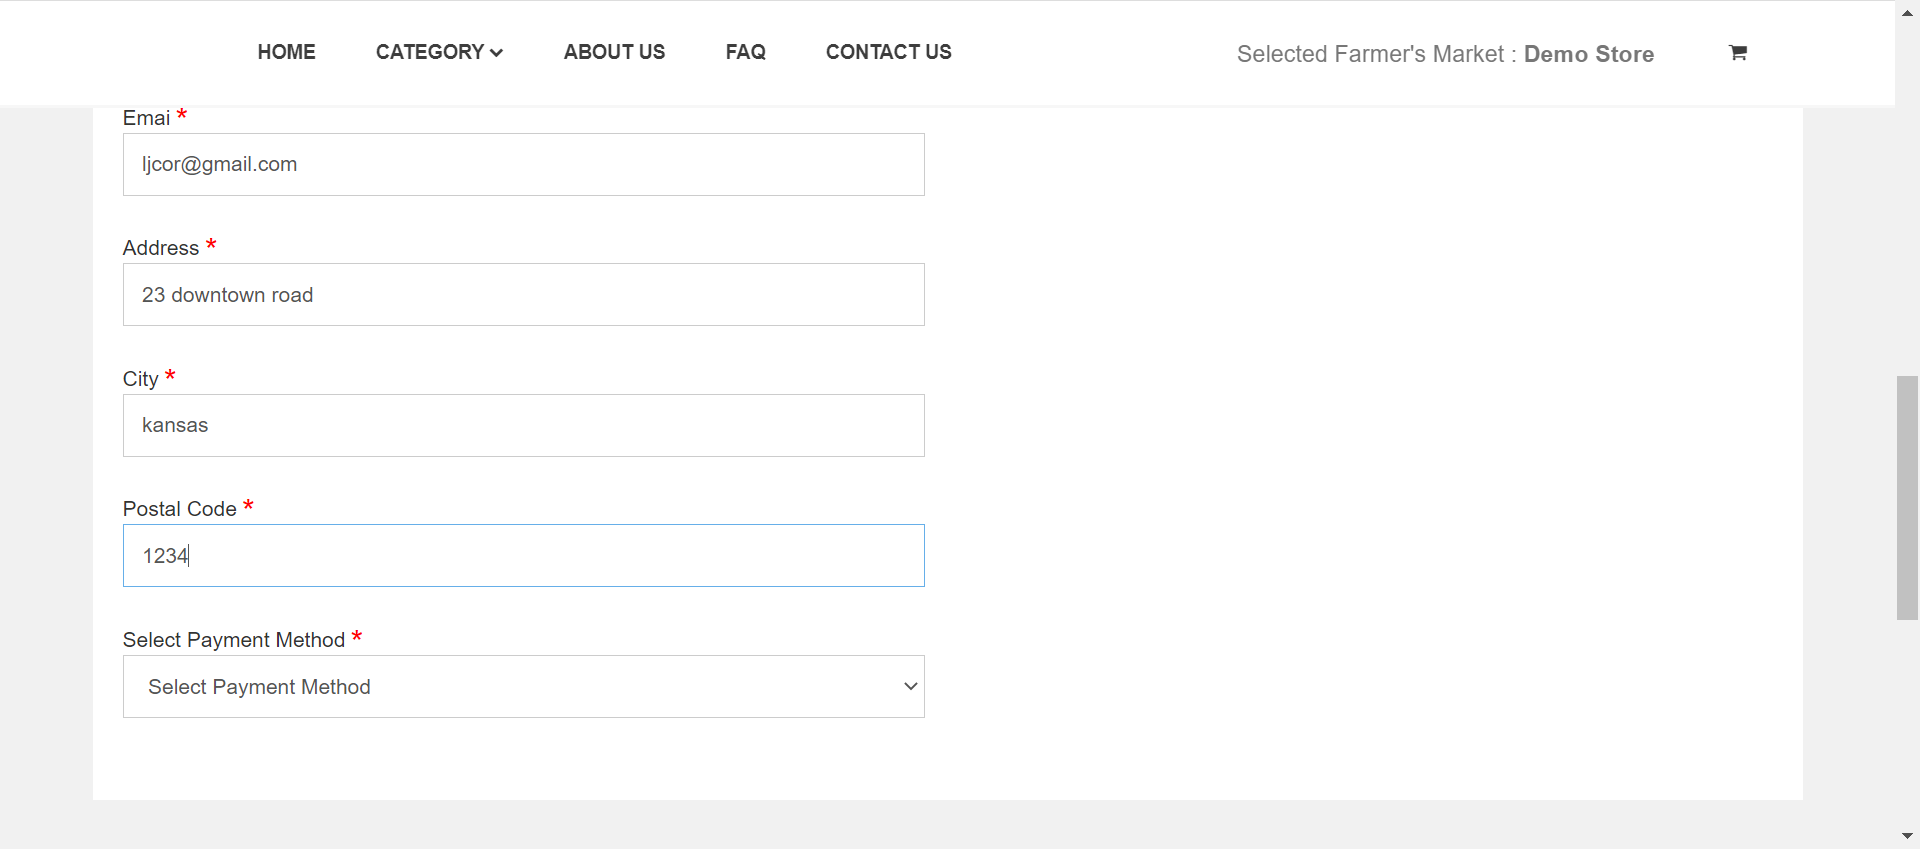 HOME CATEGORY ABOUT US FAQ CONTACT US Selected Farmer's Market : Demo Store
Emai *
ljcor@gmail.com
Address *
23 downtown road
City *
kansas
Postal Code *
1234
Select Payment Method *
Select Payment Method